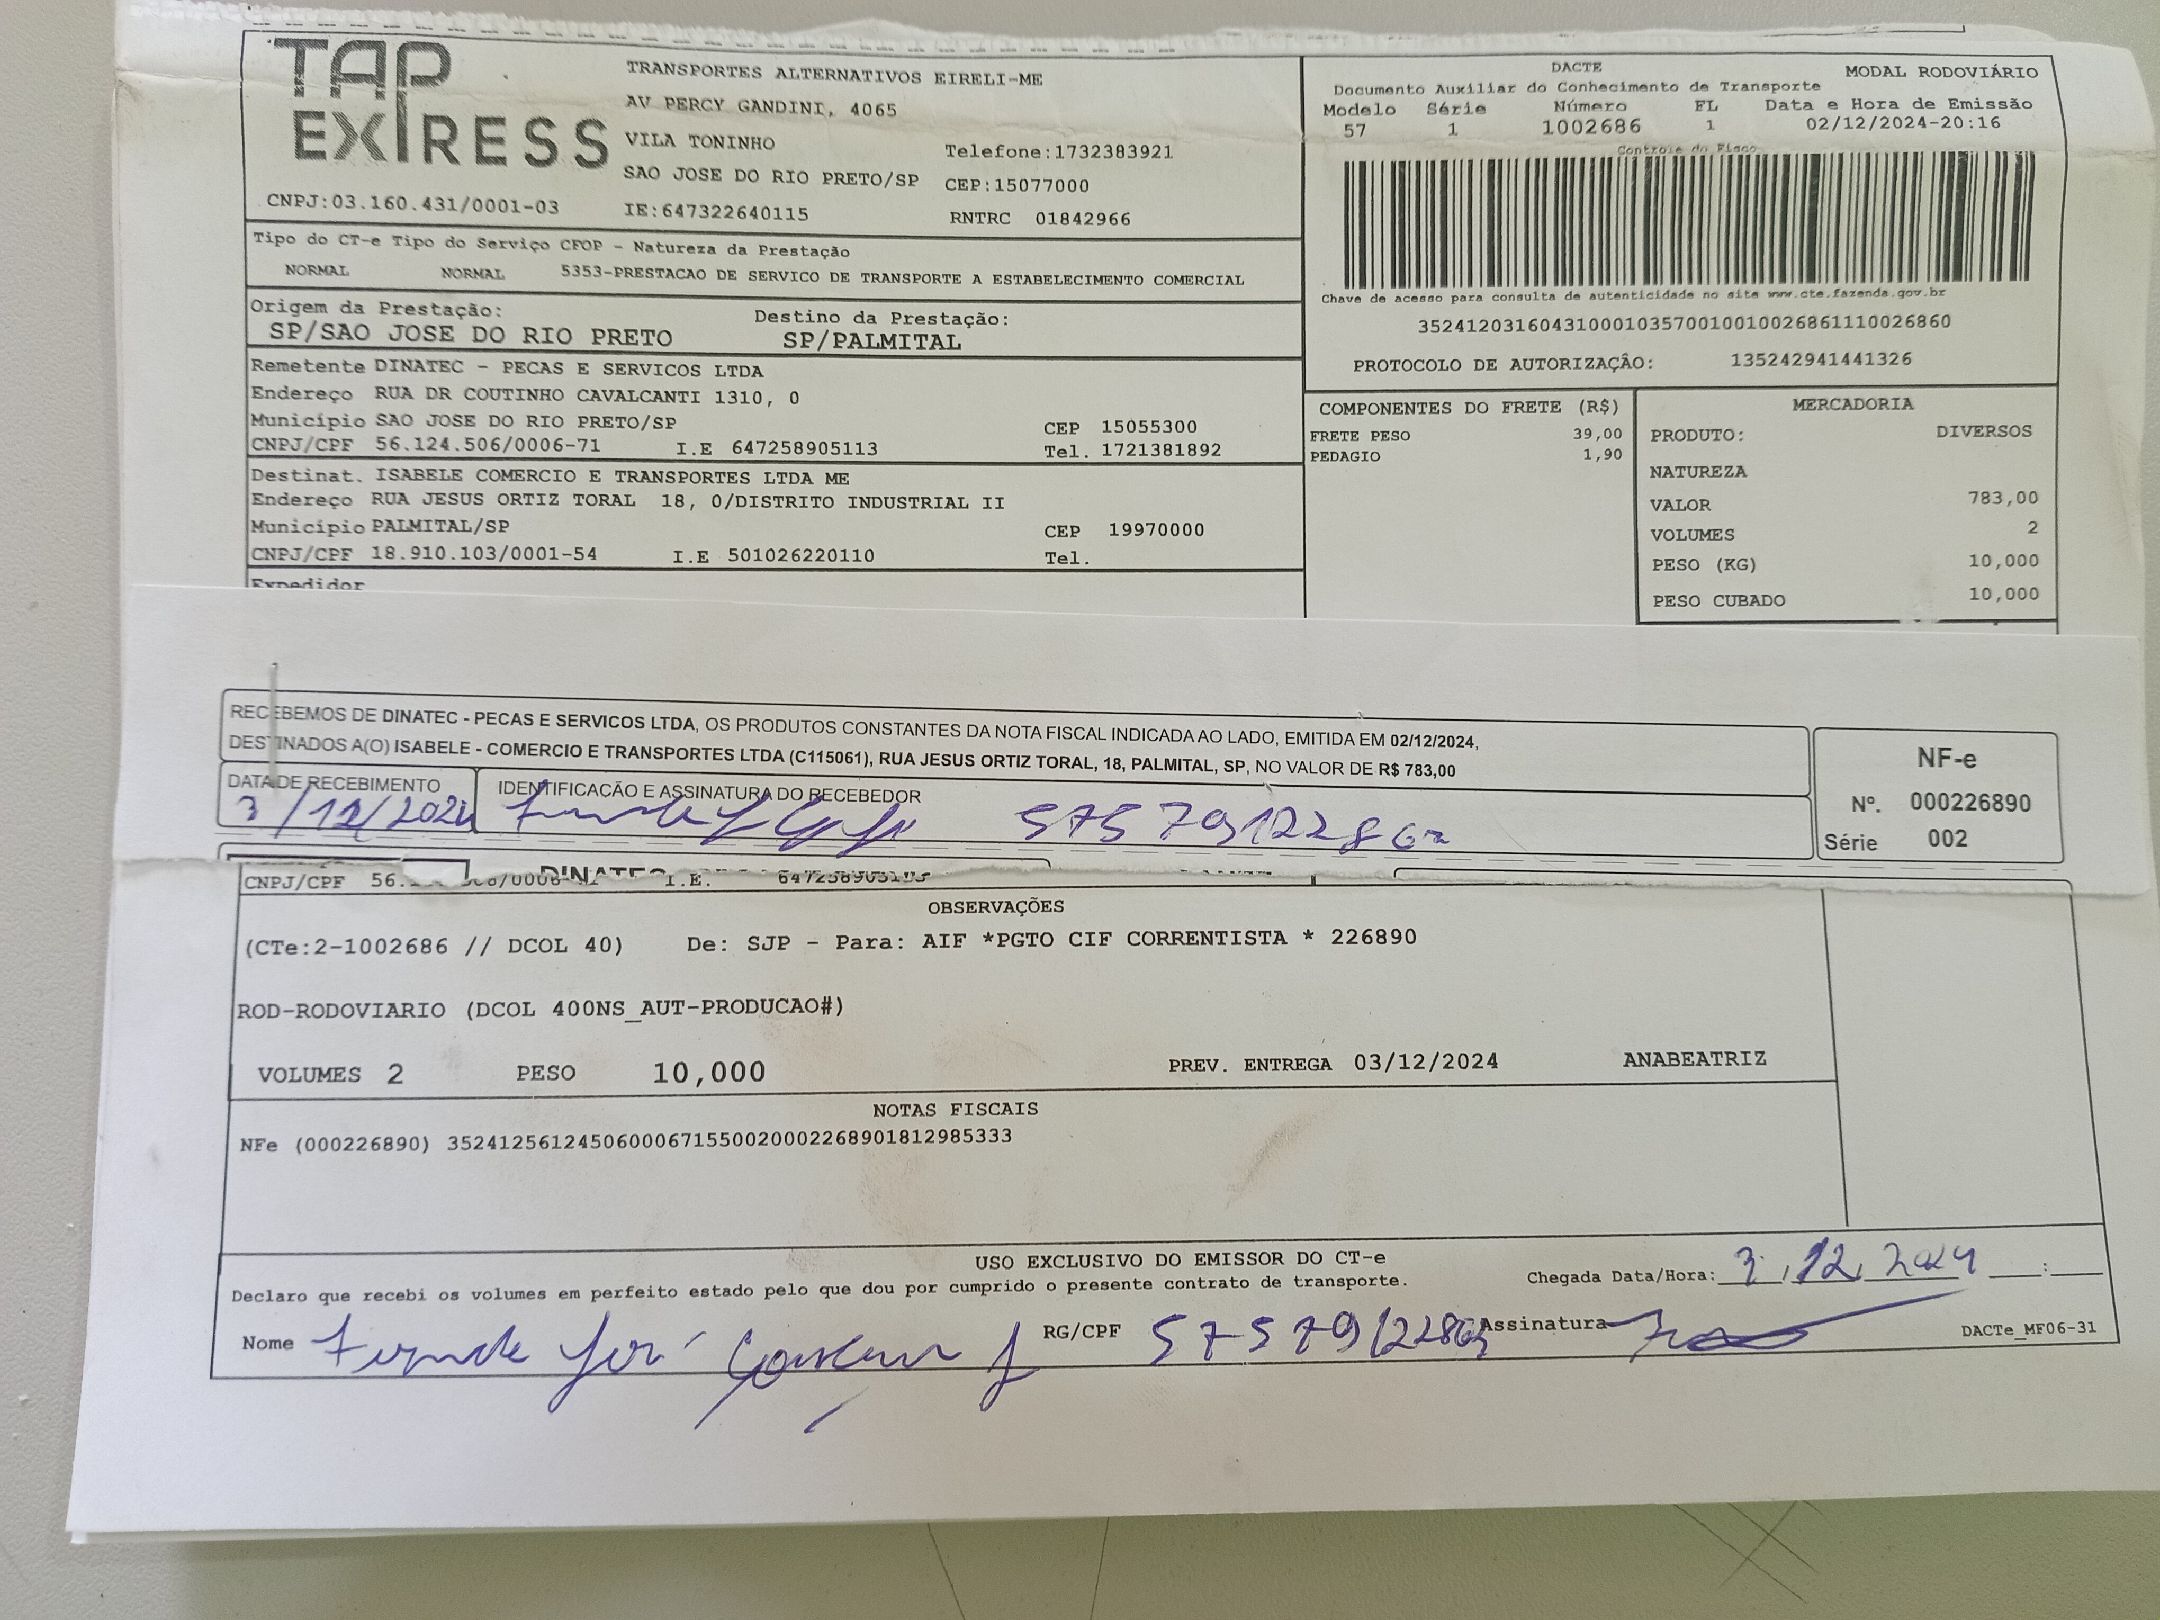 TAP EXPRESS
TRANSPORTES ALTERNATIVOS EIRELI-ME
AV PERCY GANDINI, 4065
VILA TONINHO
Telefone:1732383921
SAO JOSE DO RIO PRETO/SP CEP:15077000
CNPJ:03.160.431/0001-03 IE:647322640115 RNTRC 01842966
DACTE MODAL RODOVIÁRIO
Documento Auxiliar do Conhecimento de Transporte
Modelo Série Número FL Data e Hora de Emissão
57 1 1002686 1 02/12/2024-20:16
Controle do Fisco
Chave de acesso para consulta de autenticidade no site www.cte.fazenda.gov.br
35241203160431000103570010010026861110026860
PROTOCOLO DE AUTORIZAÇÂO: 135242941441326
Tipo do CT-e Tipo do Serviço CFOP - Natureza da Prestação
NORMAL NORMAL 5353-PRESTACAO DE SERVICO DE TRANSPORTE A ESTABELECIMENTO COMERCIAL
Origem da Prestação: Destino da Prestação:
SP/SAO JOSE DO RIO PRETO SP/PALMITAL
Remetente DINATEC - PECAS E SERVICOS LTDA
Endereço RUA DR COUTINHO CAVALCANTI 1310, 0
Município SAO JOSE DO RIO PRETO/SP CEP 15055300
CNPJ/CPF 56.124.506/0006-71 I.E 647258905113 Tel. 1721381892
Destinat. ISABELE COMERCIO E TRANSPORTES LTDA ME
Endereço RUA JESUS ORTIZ TORAL 18, 0/DISTRITO INDUSTRIAL II
Município PALMITAL/SP CEP 19970000
CNPJ/CPF 18.910.103/0001-54 I.E 501026220110 Tel.
Expedidor
COMPONENTES DO FRETE (R$)
FRETE PESO 39,00
PEDAGIO 1,90
MERCADORIA
PRODUTO: DIVERSOS
NATUREZA
VALOR 783,00
VOLUMES 2
PESO (KG) 10,000
PESO CUBADO 10,000
RECEBEMOS DE DINATEC - PECAS E SERVICOS LTDA, OS PRODUTOS CONSTANTES DA NOTA FISCAL INDICADA AO LADO, EMITIDA EM 02/12/2024,
DESTINADOS A(O) ISABELE - COMERCIO E TRANSPORTES LTDA (C115061), RUA JESUS ORTIZ TORAL, 18, PALMITAL, SP, NO VALOR DE R$ 783,00
DATA DE RECEBIMENTO IDENTIFICAÇÃO E ASSINATURA DO RECEBEDOR
3/12/2024
NF-e
Nº. 000226890
Série 002
DINATEC
CNPJ/CPF 56. I.E.
OBSERVAÇÕES
(CTe:2-1002686 // DCOL 40) De: SJP - Para: AIF *PGTO CIF CORRENTISTA * 226890
ROD-RODOVIARIO (DCOL 400NS_AUT-PRODUCAO#)
VOLUMES 2 PESO 10,000 PREV. ENTREGA 03/12/2024 ANABEATRIZ
NOTAS FISCAIS
NFe (000226890) 35241256124506000671550020002268901812985333
USO EXCLUSIVO DO EMISSOR DO CT-e
Declaro que recebi os volumes em perfeito estado pelo que dou por cumprido o presente contrato de transporte. Chegada Data/Hora: 3, 12, 2024 :
Nome RG/CPF Assinatura
DACTe_MF06-31